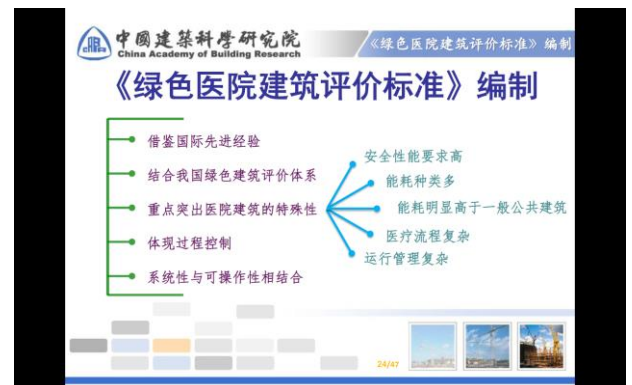 中国建筑科学研究院
China Academy of Building Research
《绿色医院建筑评价标准》编制
《绿色医院建筑评价标准》编制
借鉴国际先进经验
结合我国绿色建筑评价体系
重点突出医院建筑的特殊性
体现过程控制
系统性与可操作性相结合
安全性能要求高
能耗种类多
能耗明显高于一般公共建筑
医疗流程复杂
运行管理复杂
24/47